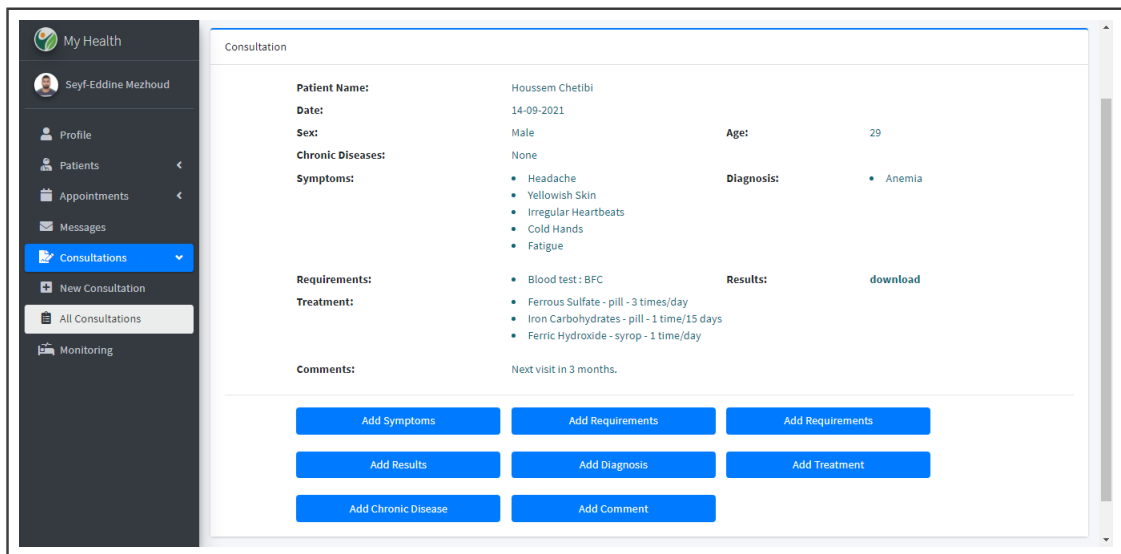 My Health
Seyf-Eddine Mezhoud
Profile
Patients
Appointments
Messages
Consultations
New Consultation
All Consultations
Monitoring
Consultation
Patient Name: Houssem Chetibi
Date: 14-09-2021
Sex: Male Age: 29
Chronic Diseases: None
Symptoms: Headache Diagnosis: Anemia
Yellowish Skin
Irregular Heartbeats
Cold Hands
Fatigue
Requirements: Blood test : BFC Results: download
Treatment: Ferrous Sulfate - pill - 3 times/day
Iron Carbohydrates - pill - 1 time/15 days
Ferric Hydroxide - syrop - 1 time/day
Comments: Next visit in 3 months.
Add Symptoms Add Requirements Add Requirements
Add Results Add Diagnosis Add Treatment
Add Chronic Disease Add Comment